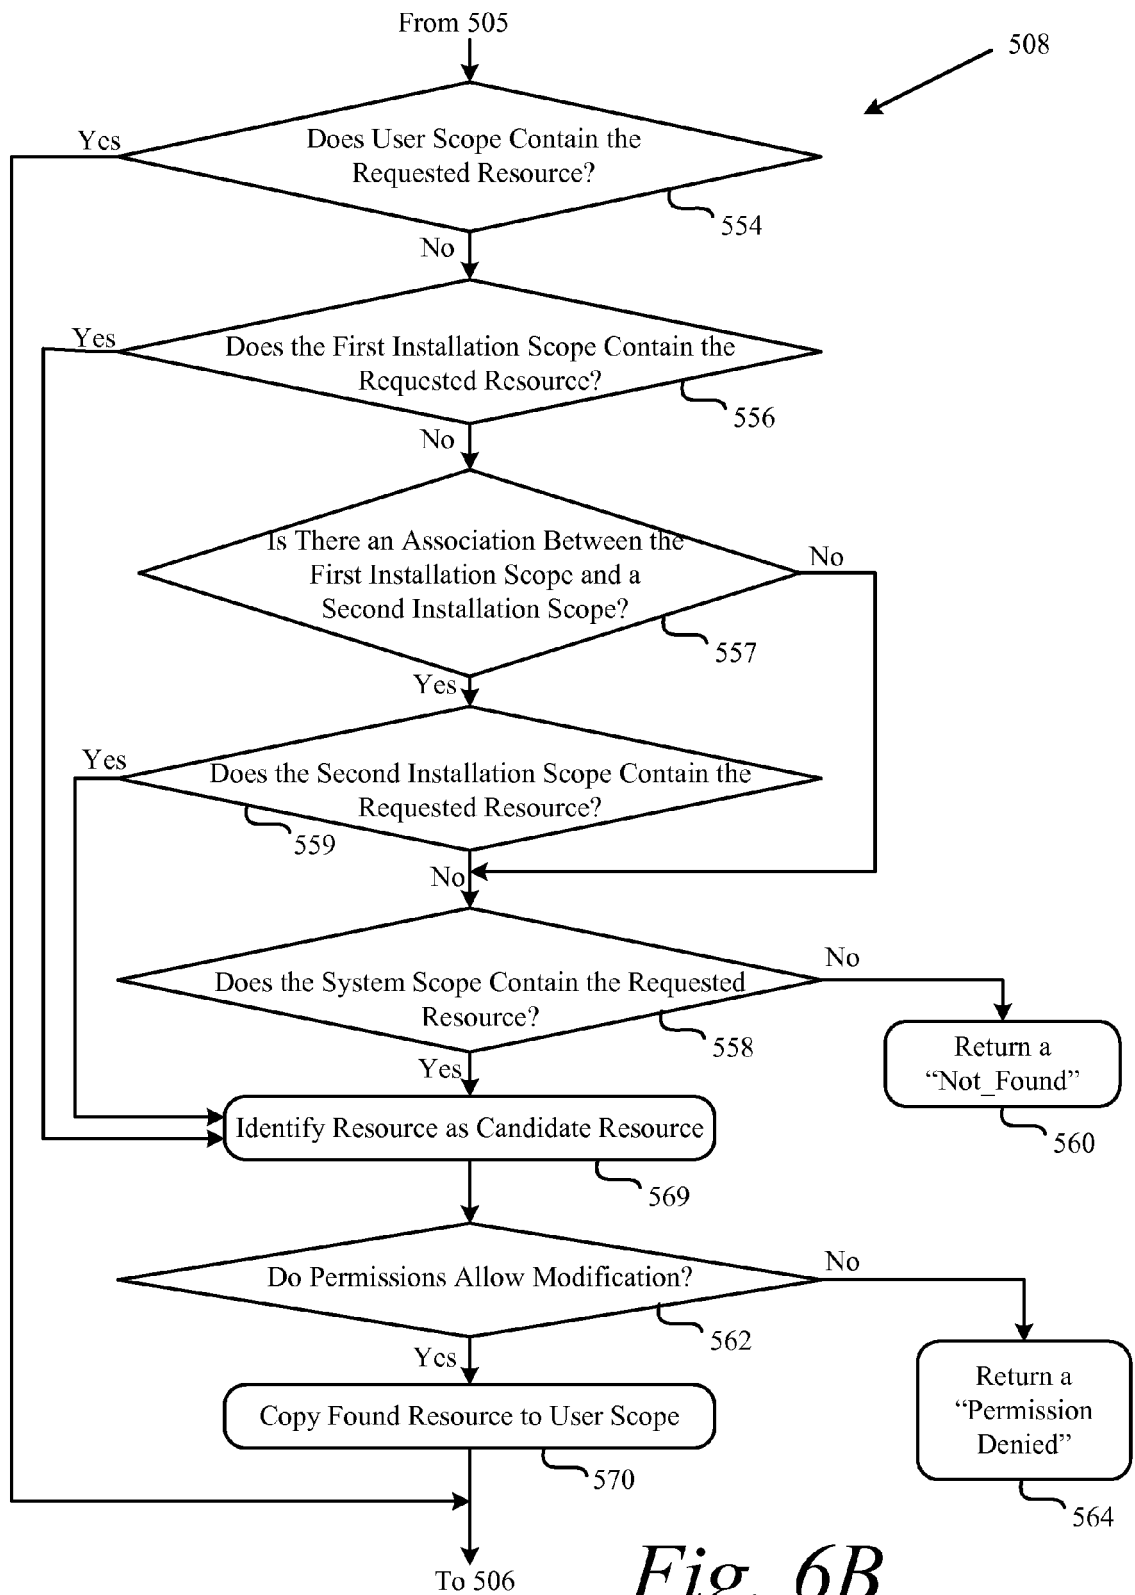 From 505
508
Does User Scope Contain the
Requested Resource?
Yes
554
No
Does the First Installation Scope Contain the
Requested Resource?
Yes
556
No
Is There an Association Between the
First Installation Scope and a
Second Installation Scope?
No
557
Yes
Does the Second Installation Scope Contain the
Requested Resource?
Yes
559
No
Does the System Scope Contain the Requested
Resource?
No
558
Return a
“Not_Found”
560
Yes
Identify Resource as Candidate Resource
569
Do Permissions Allow Modification?
No
562
Return a
“Permission
Denied”
564
Yes
Copy Found Resource to User Scope
570
To 506
Fig. 6B